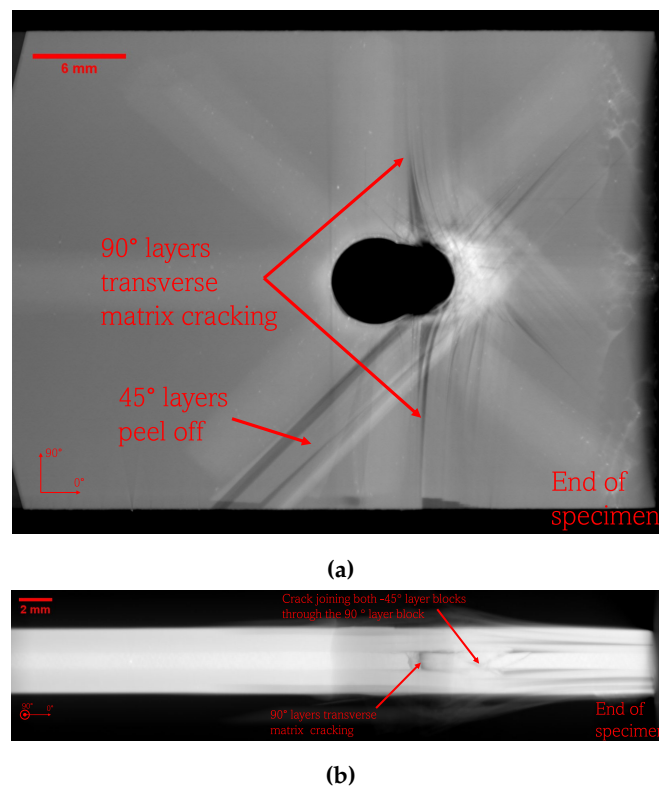 6 mm
90° layers
transverse
matrix cracking
45° layers
peel off
90°
0°
End of
specimen
(a)
2 mm
Crack joining both -45° layer blocks
through the 90 ° layer block
90°
0°
90° layers transverse
matrix cracking
End of
specimen
(b)